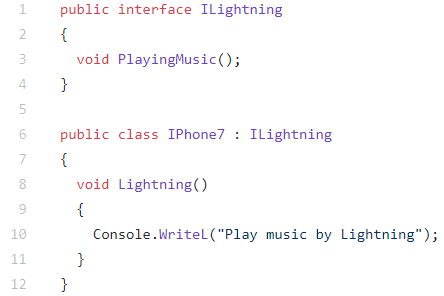 1 public interface ILightning
2 {
3 void PlayingMusic();
4 }
5
6 public class IPhone7 : ILightning
7 {
8 void Lightning()
9 {
10 Console.WriteL("Play music by Lightning");
11 }
12 }